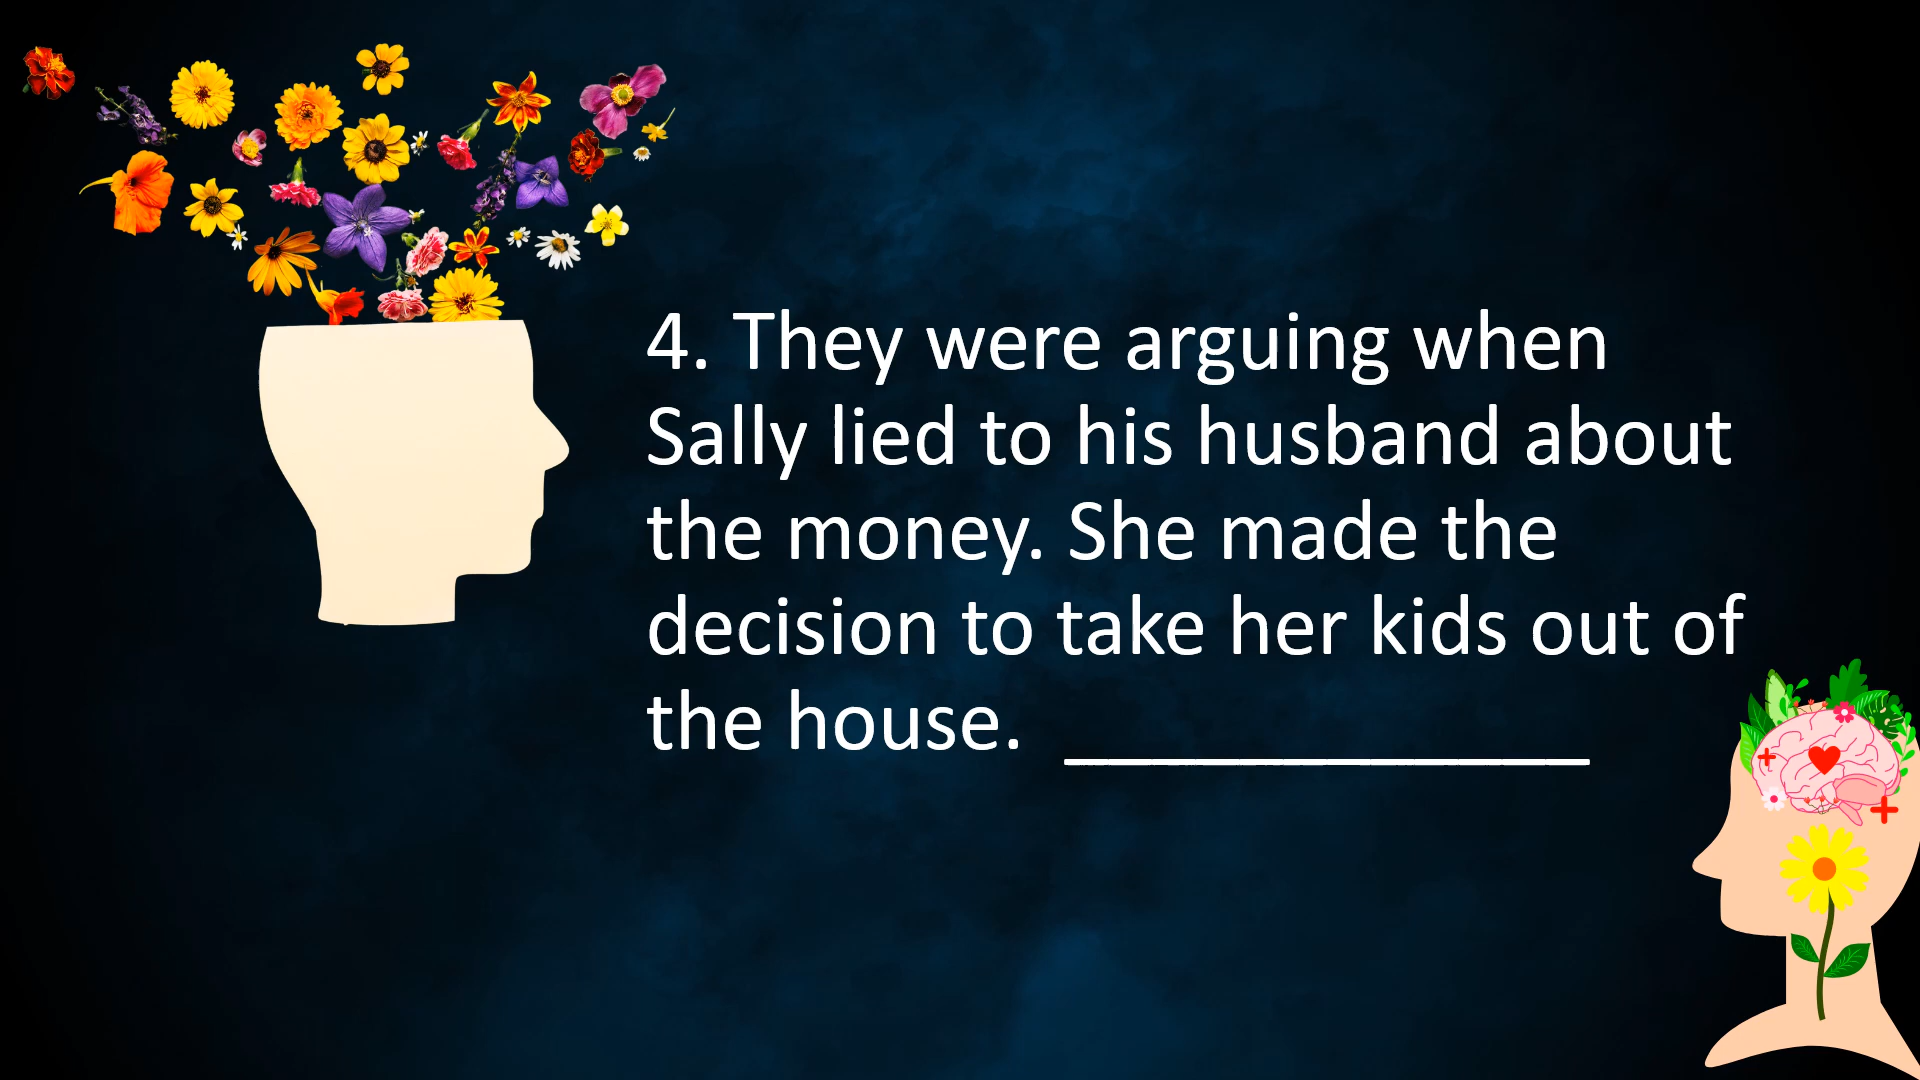 4. They were arguing when
Sally lied to his husband about
the money. She made the
decision to take her kids out of
the house. _______________